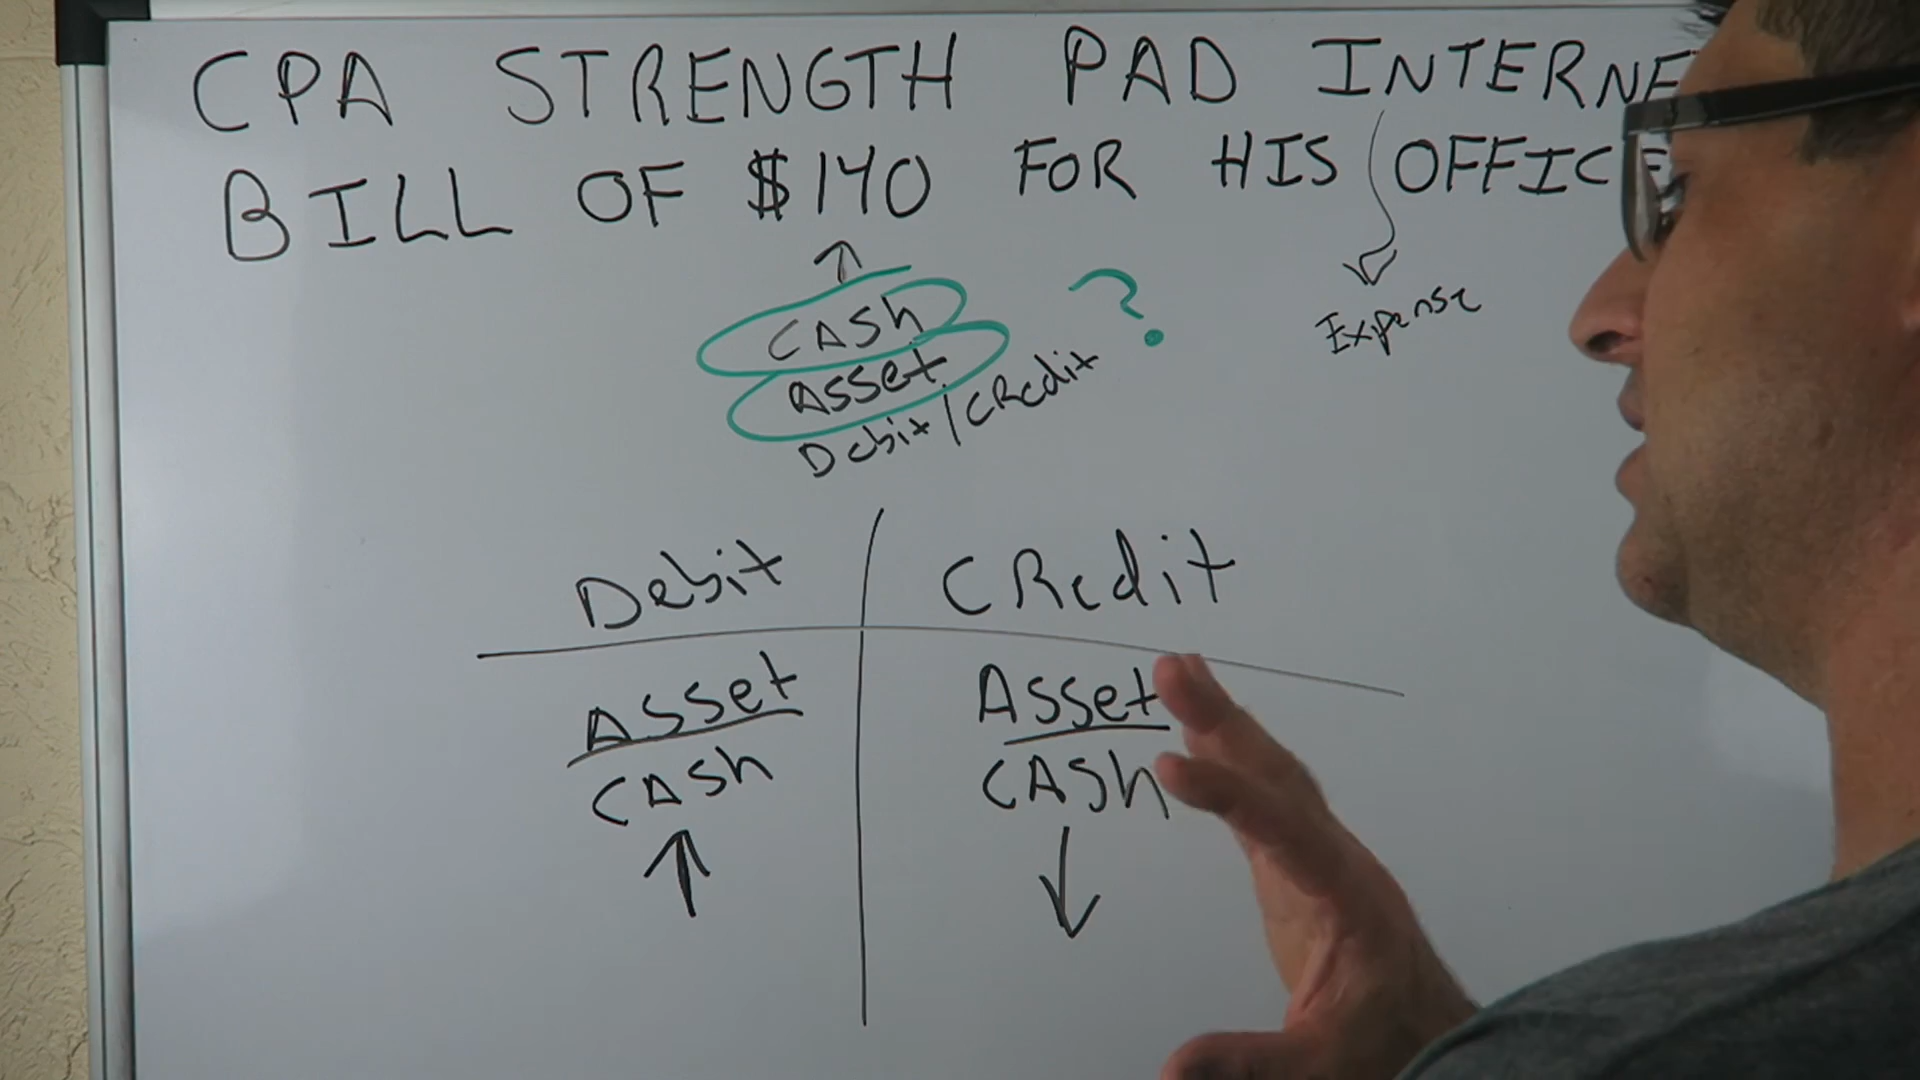 CPA STRENGTH PAD INTERNE
BILL OF $140 FOR HIS OFFICE
CASH ?
ASSET
Debit/CRedit
Expense
Debit CRedit
ASSet ASSet
CASh CASh